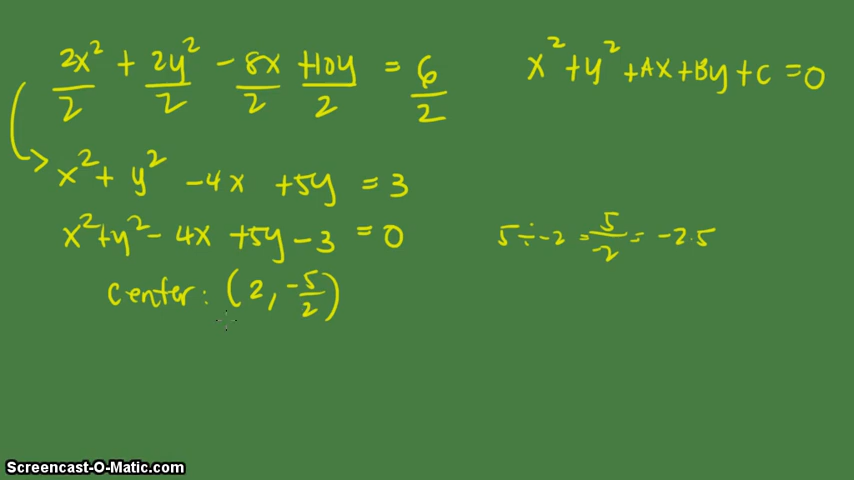 2x²/2 + 2y²/2 - 8x/2 +10y/2 = 6/2
x² + y² + Ax + By + C = 0
x² + y² - 4x + 5y = 3
x² + y² - 4x + 5y - 3 = 0
5 ÷ -2 = 5/-2 = -2.5
Center: (2, -5/2)
Screencast-O-Matic.com